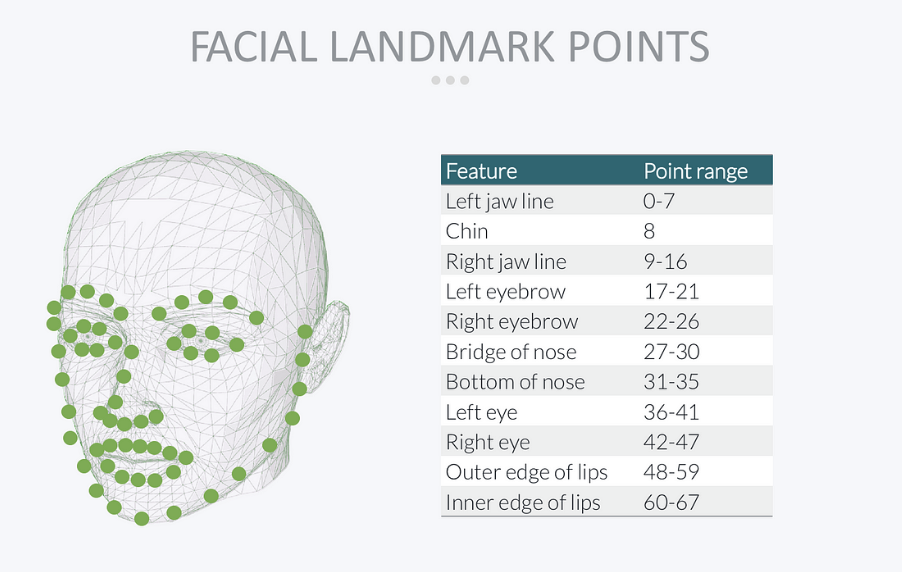 FACIAL LANDMARK POINTS
Feature Point range
Left jaw line 0-7
Chin 8
Right jaw line 9-16
Left eyebrow 17-21
Right eyebrow 22-26
Bridge of nose 27-30
Bottom of nose 31-35
Left eye 36-41
Right eye 42-47
Outer edge of lips 48-59
Inner edge of lips 60-67